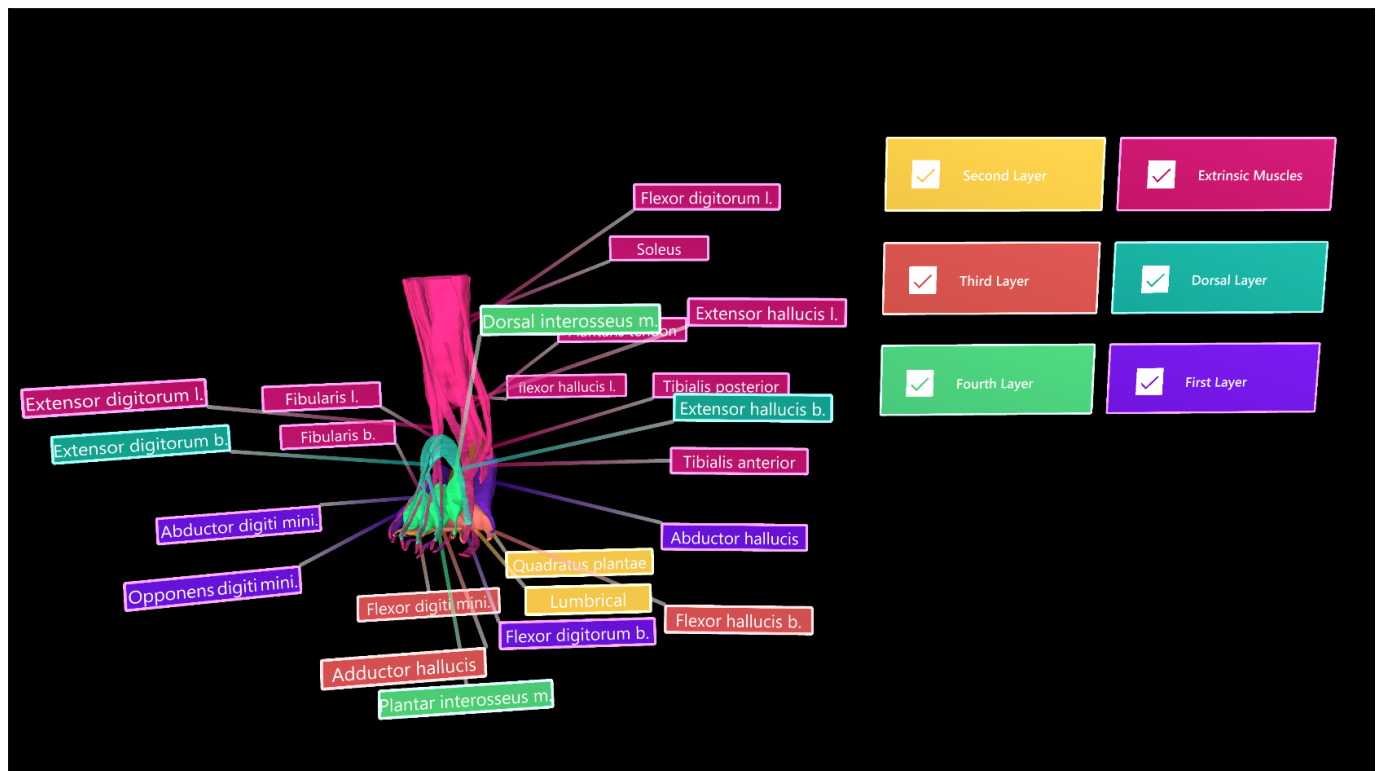 Flexor digitorum l.
Soleus
Dorsal interosseus m.
Extensor hallucis l.
Plantaris tendon
Extensor digitorum l.
Fibularis l.
flexor hallucis l.
Tibialis posterior
Extensor hallucis b.
Extensor digitorum b.
Fibularis b.
Tibialis anterior
Abductor digiti mini.
Abductor hallucis
Opponens digiti mini.
Quadratus plantae
Lumbrical
Flexor digiti mini.
Flexor hallucis b.
Flexor digitorum b.
Adductor hallucis
Plantar interosseus m.
Second Layer
Extrinsic Muscles
Third Layer
Dorsal Layer
Fourth Layer
First Layer